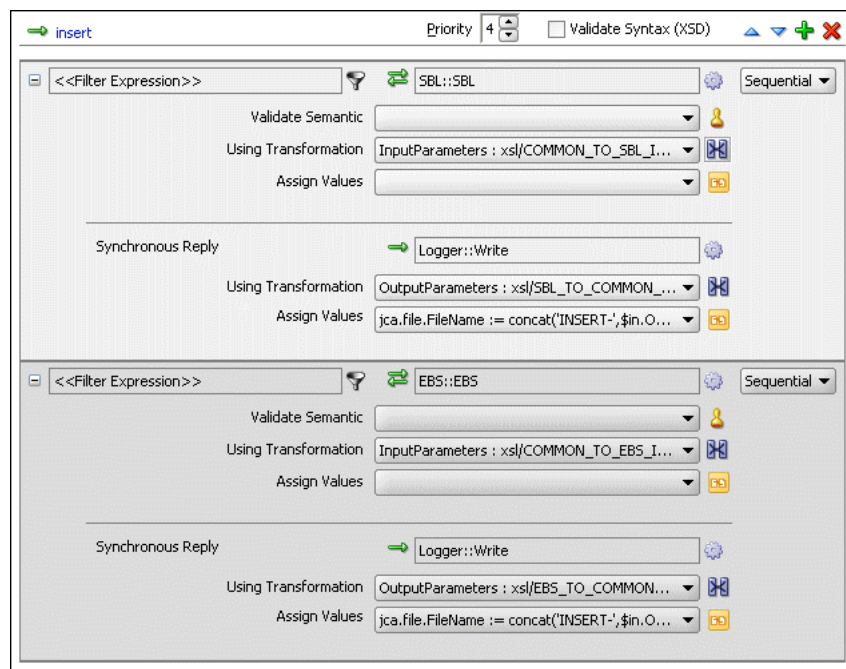 insert Priority 4 Validate Syntax (XSD)
<<Filter Expression>> SBL::SBL Sequential
Validate Semantic
Using Transformation InputParameters : xsl/COMMON_TO_SBL_I...
Assign Values
Synchronous Reply Logger::Write
Using Transformation OutputParameters : xsl/SBL_TO_COMMON_...
Assign Values jca.file.FileName := concat('INSERT-',$in.O...
<<Filter Expression>> EBS::EBS Sequential
Validate Semantic
Using Transformation InputParameters : xsl/COMMON_TO_EBS_I...
Assign Values
Synchronous Reply Logger::Write
Using Transformation OutputParameters : xsl/EBS_TO_COMMON...
Assign Values jca.file.FileName := concat('INSERT-',$in.O...